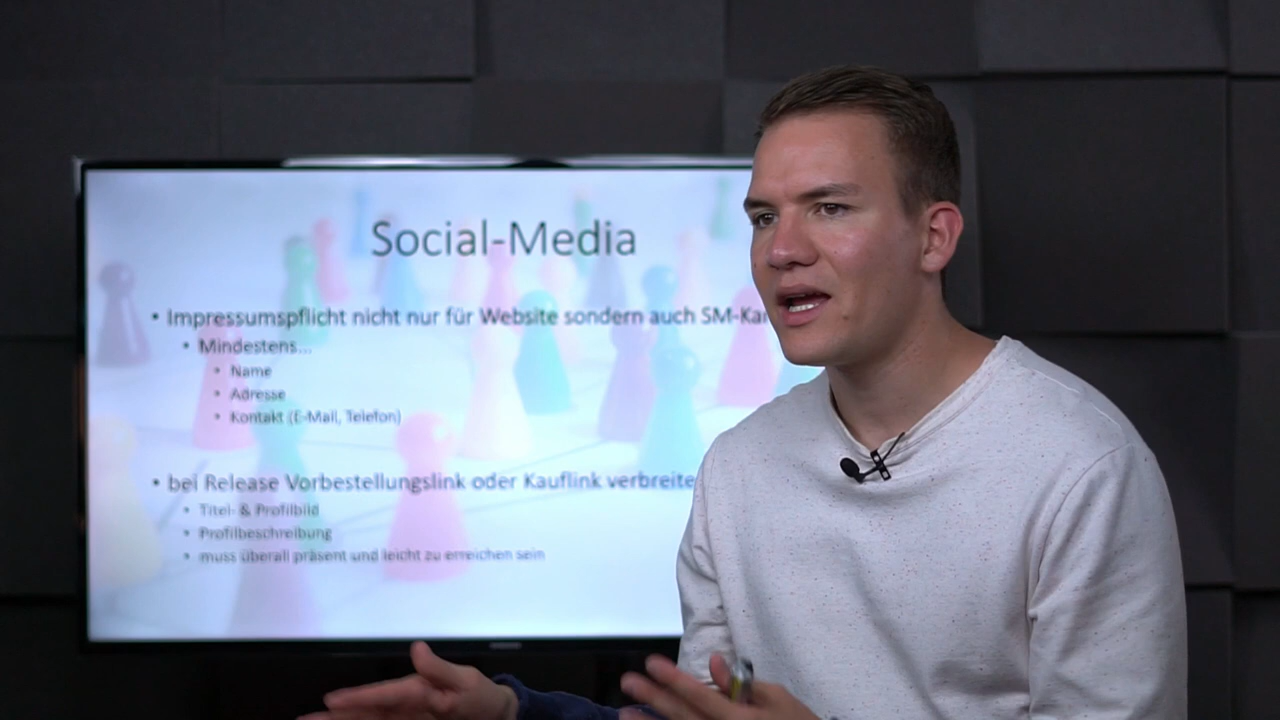 Social-Media
• Impressumspflicht nicht nur für Website sondern auch SM-Ka
• Mindestens...
• Name
• Adresse
• Kontakt (E-Mail, Telefon)
• bei Release Vorbestellungslink oder Kauflink verbreite
• Titel- & Profilbild
• Profilbeschreibung
• muss überall präsent und leicht zu erreichen sein